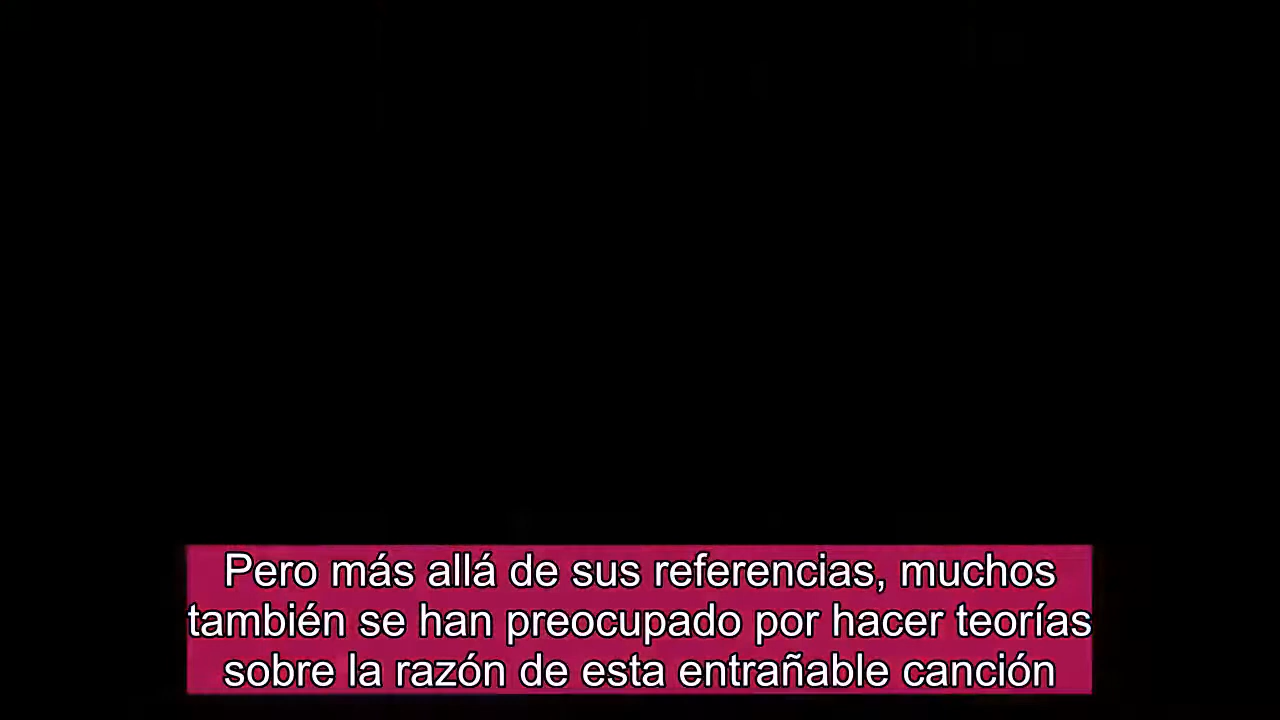 Pero más allá de sus referencias, muchos
también se han preocupado por hacer teorías
sobre la razón de esta entrañable canción